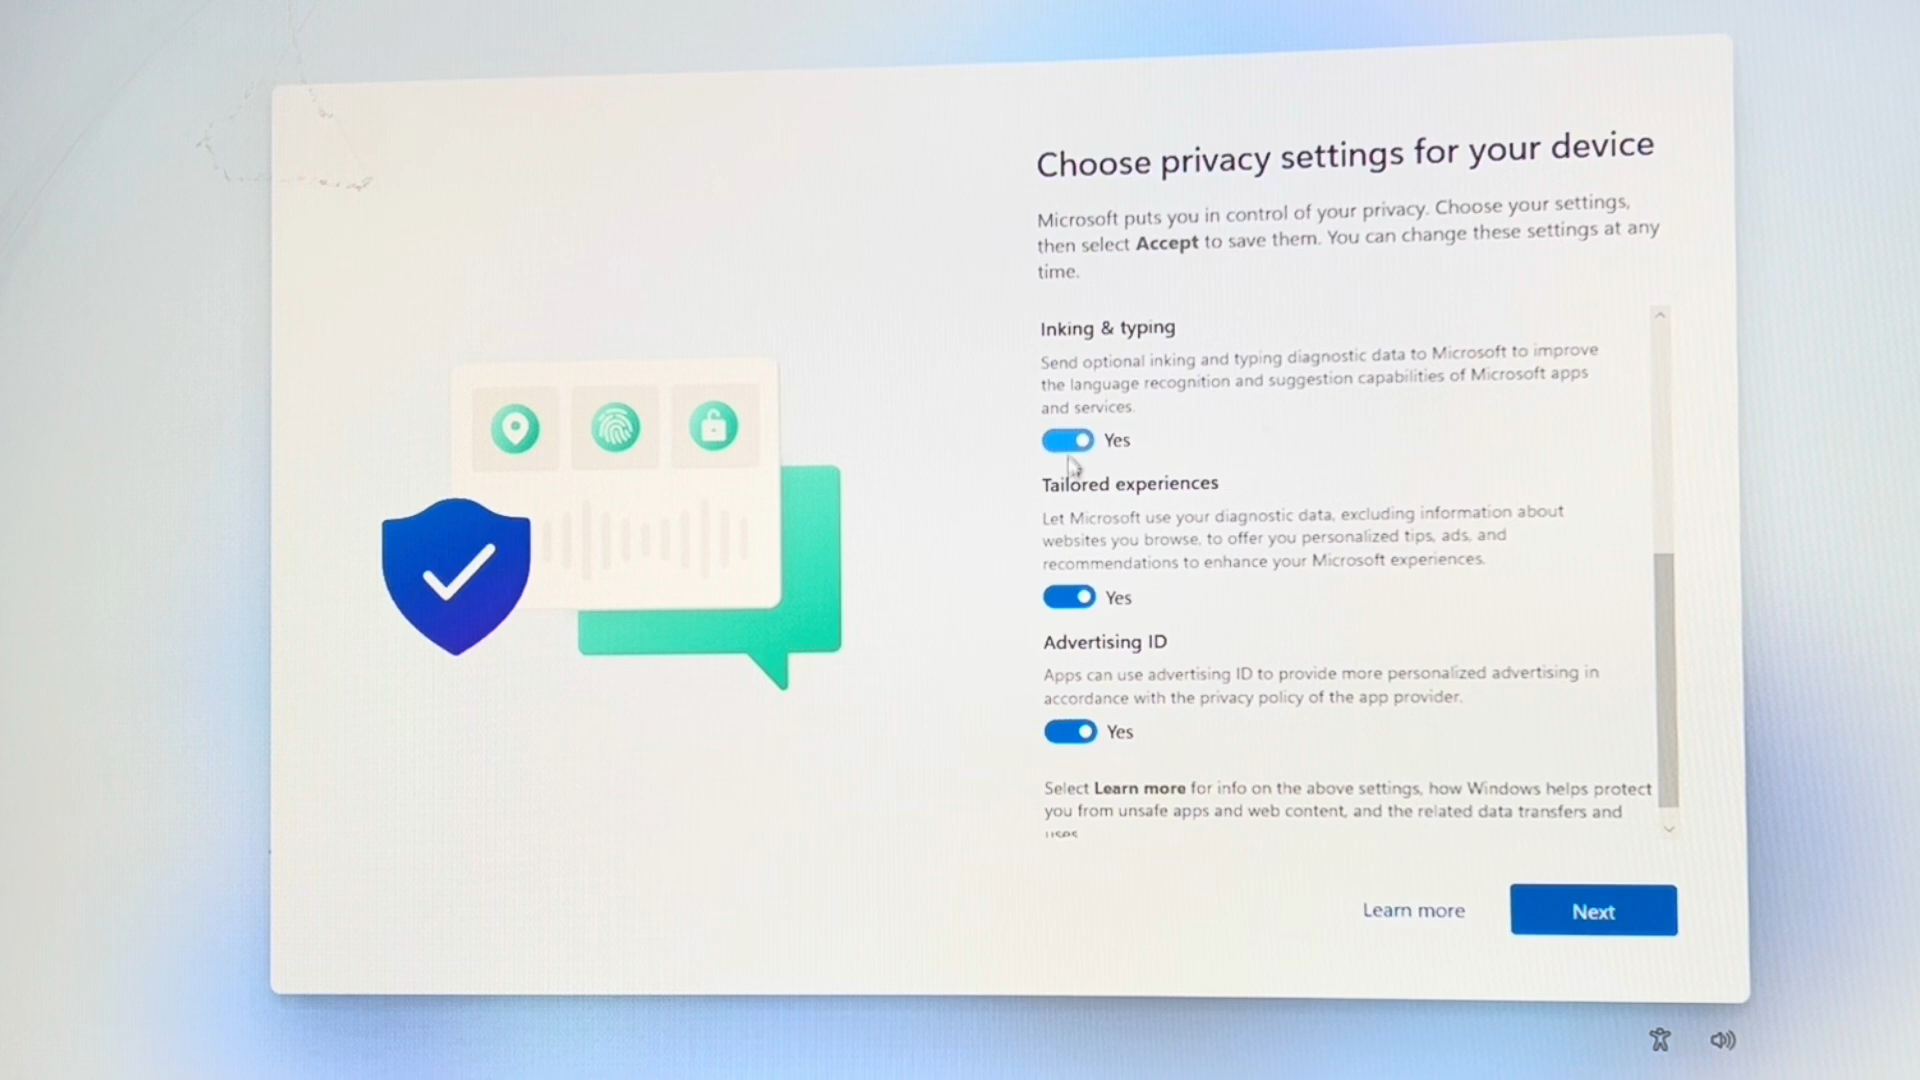 Choose privacy settings for your device
Microsoft puts you in control of your privacy. Choose your settings,
then select Accept to save them. You can change these settings at any
time.
Inking & typing
Send optional inking and typing diagnostic data to Microsoft to improve
the language recognition and suggestion capabilities of Microsoft apps
and services.
Yes
Tailored experiences
Let Microsoft use your diagnostic data, excluding information about
websites you browse, to offer you personalized tips, ads, and
recommendations to enhance your Microsoft experiences.
Yes
Advertising ID
Apps can use advertising ID to provide more personalized advertising in
accordance with the privacy policy of the app provider.
Yes
Select Learn more for info on the above settings, how Windows helps protect
you from unsafe apps and web content, and the related data transfers and
Learn more
Next